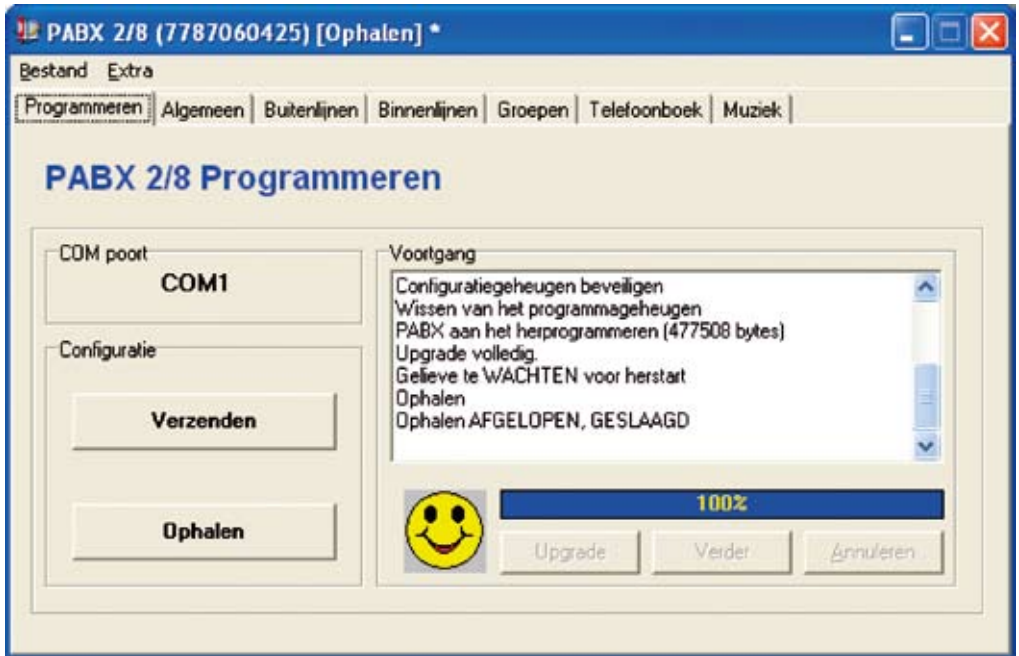 PABX 2/8 (7787060425) [Ophalen] *
Bestand Extra
Programmeren Algemeen Buitenlijnen Binnenlijnen Groepen Telefoonboek Muziek
PABX 2/8 Programmeren
COM poort
COM1
Configuratie
Verzenden
Ophalen
Voortgang
Configuratiegeheugen beveiligen
Wissen van het programmageheugen
PABX aan het herprogrammeren (477508 bytes)
Upgrade volledig.
Gelieve te WACHTEN voor herstart
Ophalen
Ophalen AFGELOPEN, GESLAAGD
100%
Upgrade Verder Annuleren